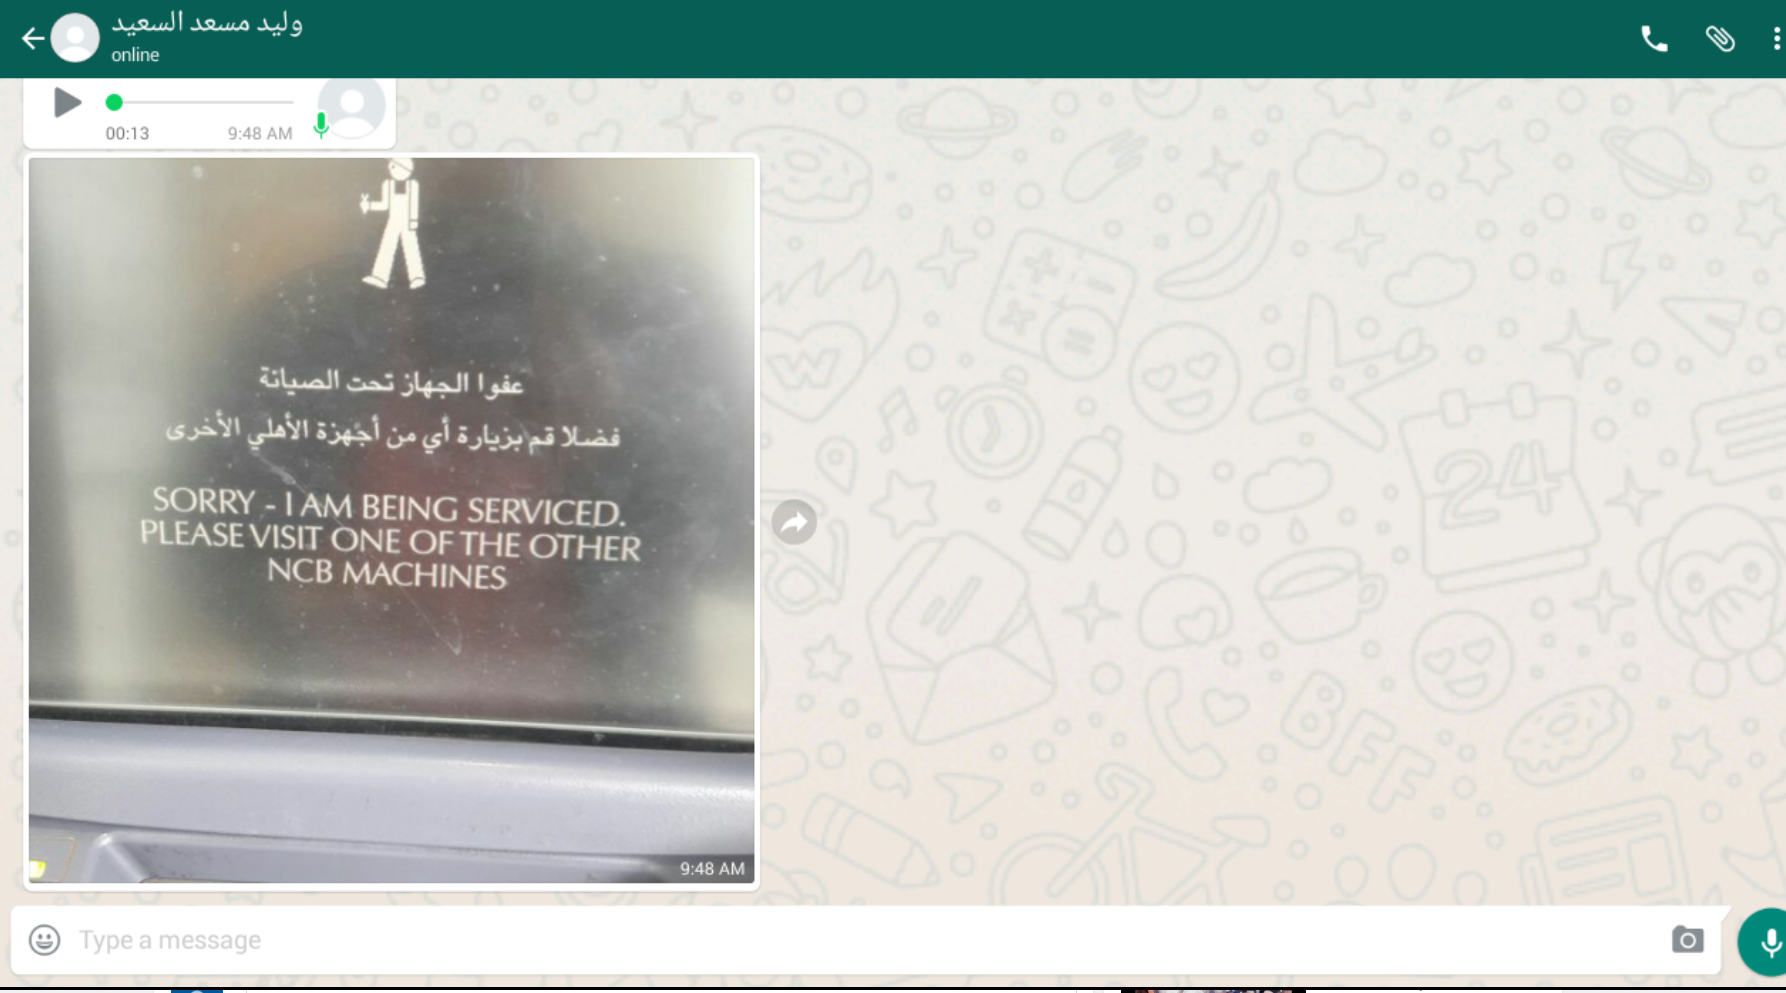 وليد مسعد السعيد
online
00:13
9:48 AM
عفوا الجهاز تحت الصيانة
فضلا قم بزيارة أي من أجهزة الأهلي الأخرى
SORRY - I AM BEING SERVICED.
PLEASE VISIT ONE OF THE OTHER
NCB MACHINES
9:48 AM
24
BFF
Type a message